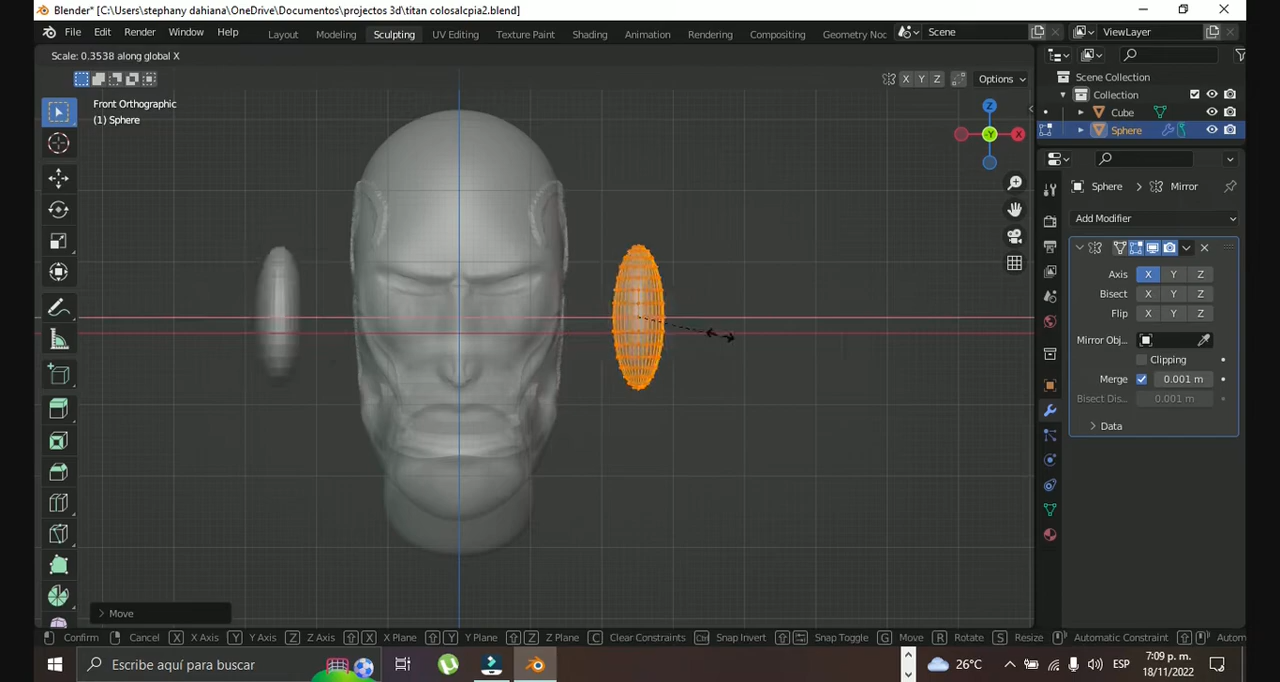 Blender* [C:\Users\stephany dahiana\OneDrive\Documentos\projectos 3d\titan colosalcpia2.blend]
File Edit Render Window Help Layout Modeling Sculpting UV Editing Texture Paint Shading Animation Rendering Compositing Geometry Noc Scene ViewLayer
Scale: 0.3538 along global X
X Y Z Options
Front Orthographic
(1) Sphere
Z
-Y X
Scene Collection
Collection
Cube
Sphere
Sphere > Mirror
Add Modifier
Axis X Y Z
Bisect X Y Z
Flip X Y Z
Mirror Obj...
Clipping
Merge 0.001 m
Bisect Dis... 0.001 m
Data
Move
Confirm Cancel X X Axis Y Y Axis Z Z Axis X X Plane Y Y Plane Z Z Plane C Clear Constraints Ctrl Snap Invert Snap Toggle G Move R Rotate S Resize Automatic Constraint Autom
Escribe aquí para buscar
26°C ESP 7:09 p. m.
18/11/2022